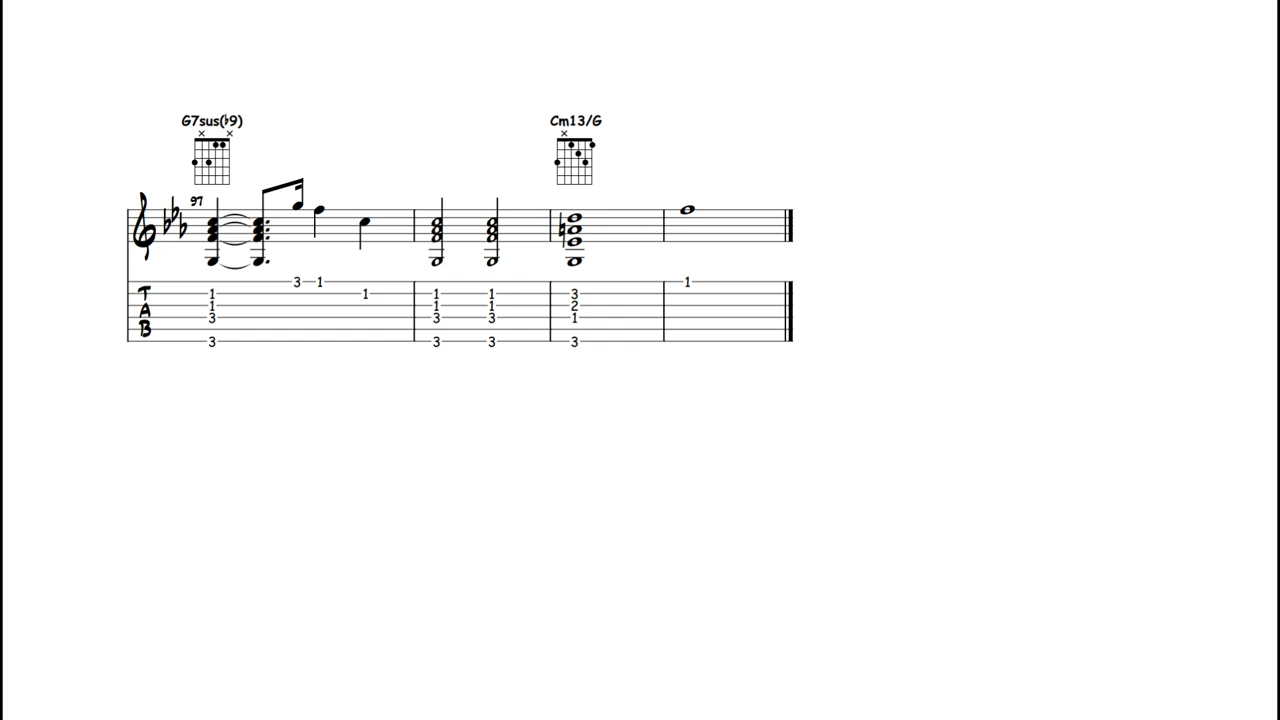 G7sus(♭9) Cm13/G
97
3 1 1
1 1 1 1 3
1 1 1 2
3 3 3 1
3 3 3 3
T
A
B